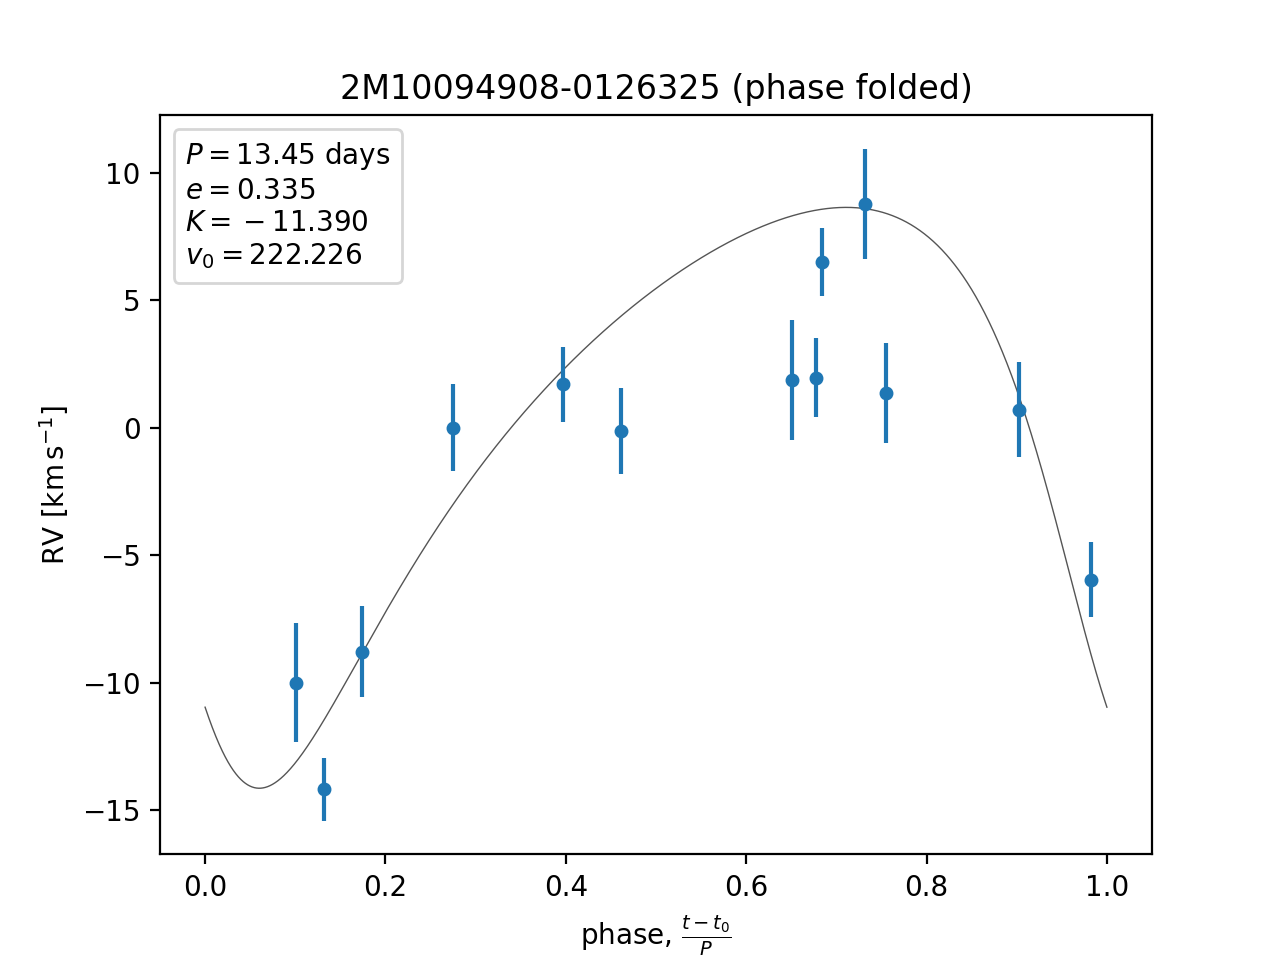 2M10094908-0126325 (phase folded)
P = 13.45 days
e = 0.335
K = −11.390
v₀ = 222.226
RV [km s⁻¹]
10
5
0
−5
−10
−15
0.0 0.2 0.4 0.6 0.8 1.0
phase, (t − t₀)/P